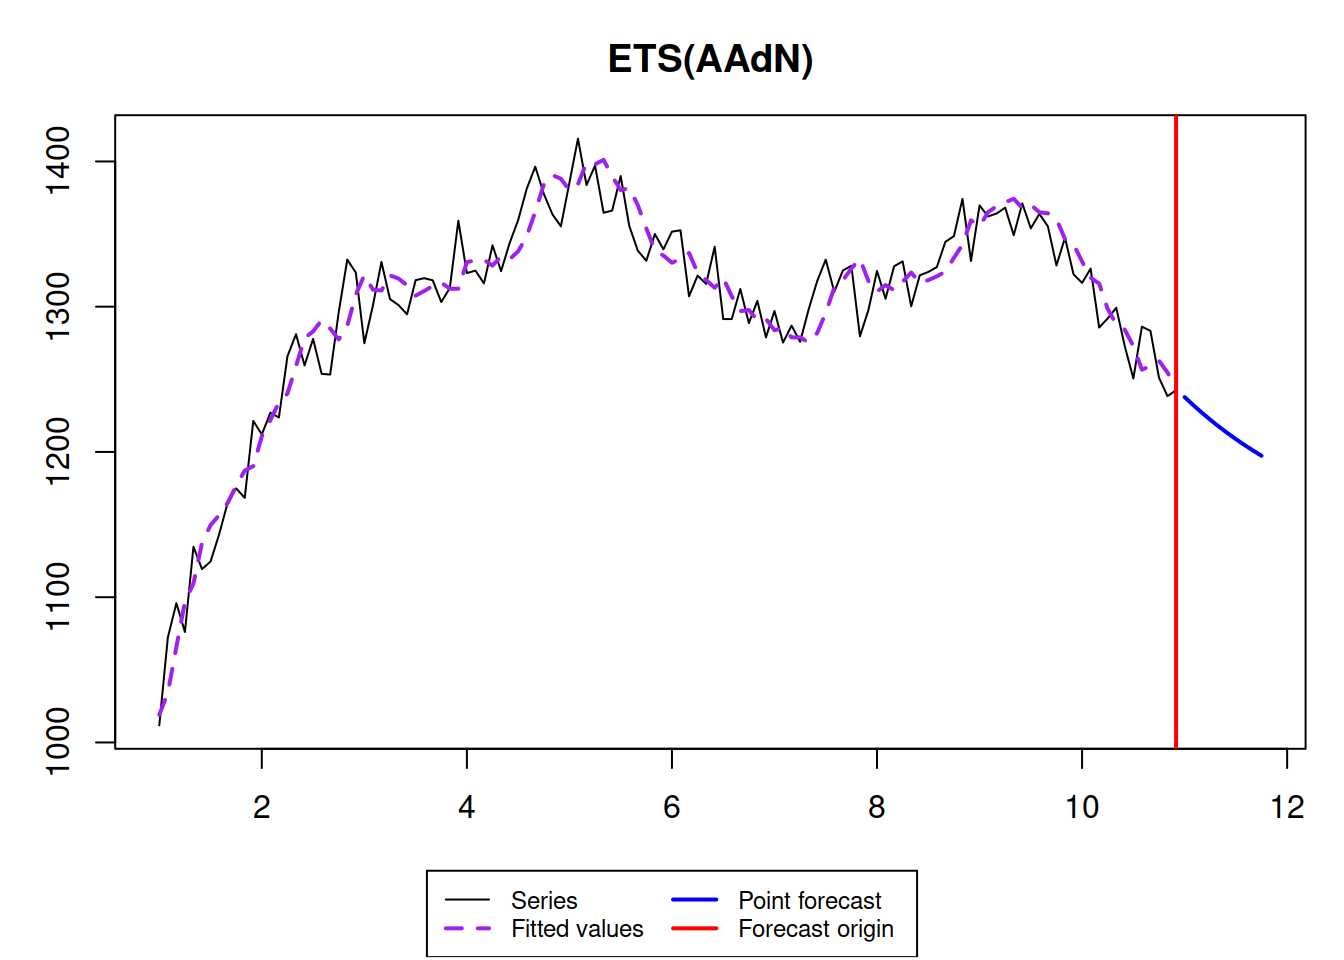 ETS(AAdN)
1400
1300
1200
1100
1000
2 4 6 8 10 12
Series Point forecast
Fitted values Forecast origin